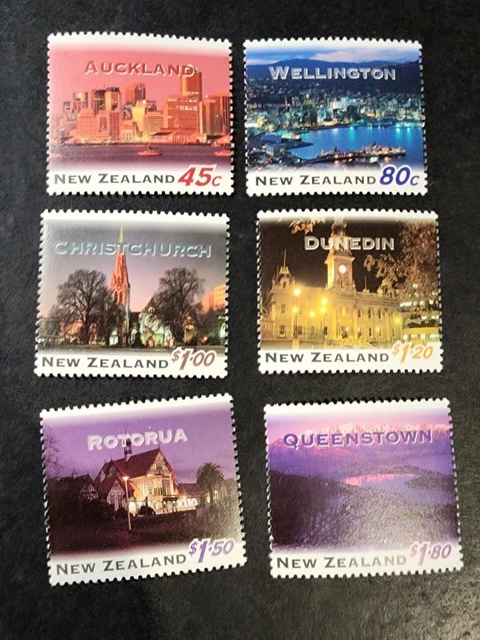 AUCKLAND
NEW ZEALAND 45c
WELLINGTON
NEW ZEALAND 80c
CHRISTCHURCH
NEW ZEALAND $1.00
DUNEDIN
NEW ZEALAND $1.20
ROTORUA
NEW ZEALAND $1.50
QUEENSTOWN
NEW ZEALAND $1.80